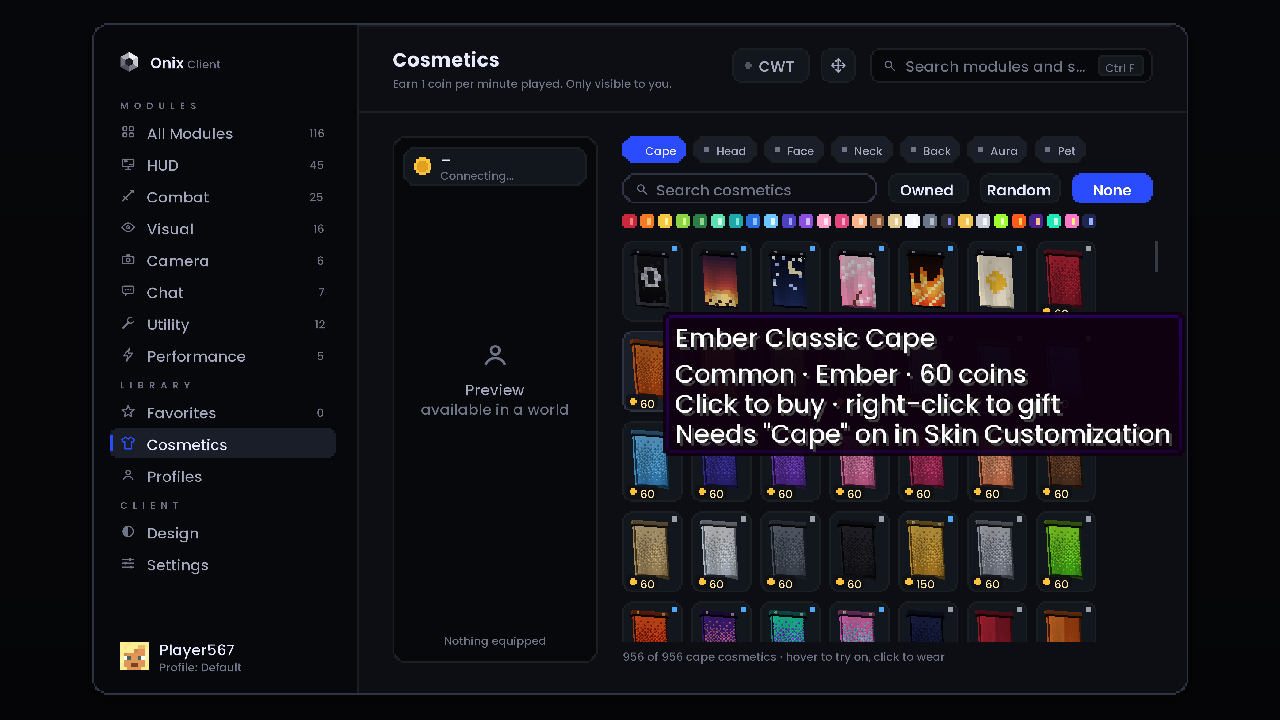 Onix Client
MODULES
All Modules 116
HUD 45
Combat 25
Visual 16
Camera 6
Chat 7
Utility 12
Performance 5
LIBRARY
Favorites 0
Cosmetics
Profiles
CLIENT
Design
Settings
Player567
Profile: Default
Cosmetics
Earn 1 coin per minute played. Only visible to you.
CWT
Search modules and s...
Ctrl F
–
Connecting...
Preview
available in a world
Nothing equipped
Cape Head Face Neck Back Aura Pet
Search cosmetics
Owned Random None
60
Ember Classic Cape
Common · Ember · 60 coins
Click to buy · right-click to gift
Needs "Cape" on in Skin Customization
60
60 60 60 60 60 60 60
60 60 60 60 150 60 60
956 of 956 cape cosmetics · hover to try on, click to wear